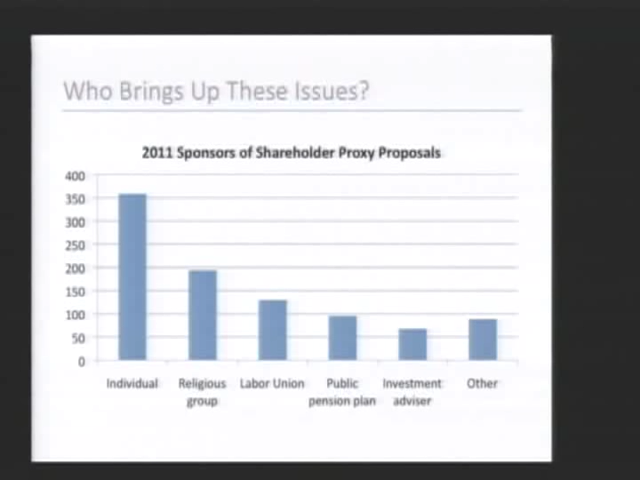 Who Brings Up These Issues?
2011 Sponsors of Shareholder Proxy Proposals
400
350
300
250
200
150
100
50
0
Individual Religious Labor Union Public Investment Other
group pension plan adviser